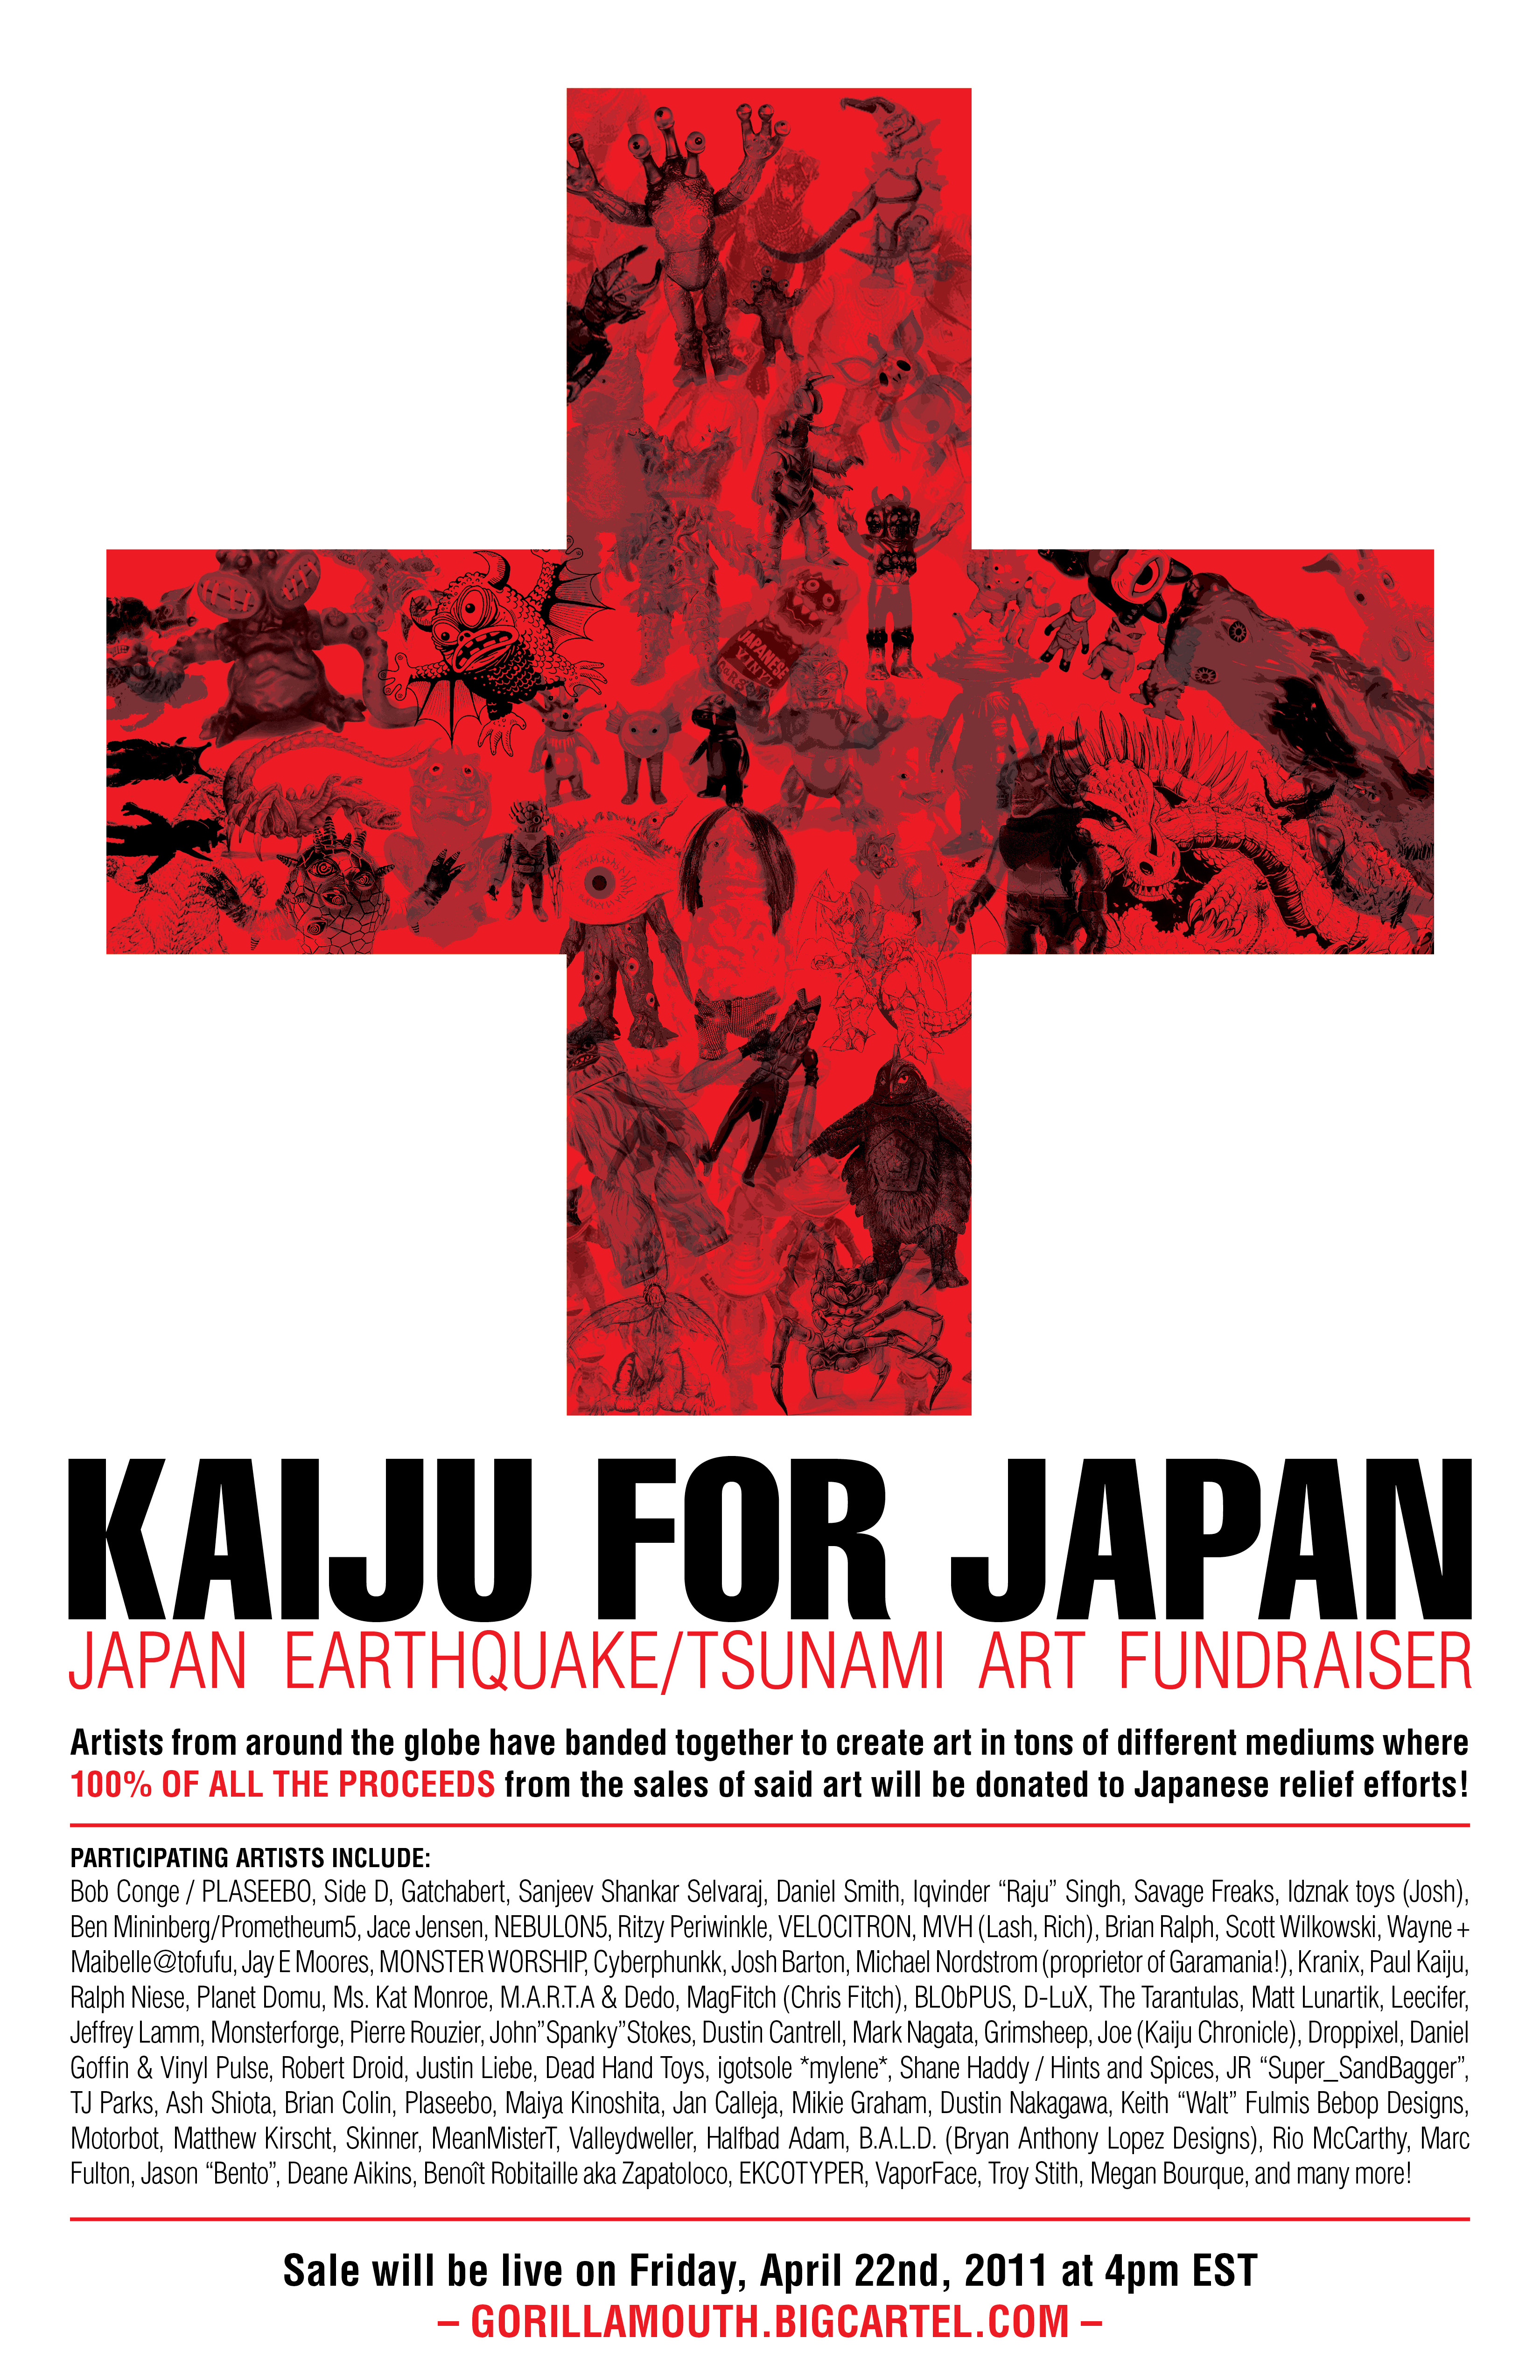 JAPANESE
VINYL
KAIJU FOR JAPAN
JAPAN EARTHQUAKE/TSUNAMI ART FUNDRAISER
Artists from around the globe have banded together to create art in tons of different mediums where
100% OF ALL THE PROCEEDS from the sales of said art will be donated to Japanese relief efforts!
PARTICIPATING ARTISTS INCLUDE:
Bob Conge / PLASEEBO, Side D, Gatchabert, Sanjeev Shankar Selvaraj, Daniel Smith, Iqvinder “Raju” Singh, Savage Freaks, Idznak toys (Josh),
Ben Mininberg/Prometheum5, Jace Jensen, NEBULON5, Ritzy Periwinkle, VELOCITRON, MVH (Lash, Rich), Brian Ralph, Scott Wilkowski, Wayne +
Maibelle@tofufu, Jay E Moores, MONSTER WORSHIP, Cyberphunkk, Josh Barton, Michael Nordstrom (proprietor of Garamania!), Kranix, Paul Kaiju,
Ralph Niese, Planet Domu, Ms. Kat Monroe, M.A.R.T.A & Dedo, MagFitch (Chris Fitch), BLObPUS, D-LuX, The Tarantulas, Matt Lunartik, Leecifer,
Jeffrey Lamm, Monsterforge, Pierre Rouzier, John”Spanky”Stokes, Dustin Cantrell, Mark Nagata, Grimsheep, Joe (Kaiju Chronicle), Droppixel, Daniel
Goffin & Vinyl Pulse, Robert Droid, Justin Liebe, Dead Hand Toys, igotsole *mylene*, Shane Haddy / Hints and Spices, JR “Super_SandBagger”,
TJ Parks, Ash Shiota, Brian Colin, Plaseebo, Maiya Kinoshita, Jan Calleja, Mikie Graham, Dustin Nakagawa, Keith “Walt” Fulmis Bebop Designs,
Motorbot, Matthew Kirscht, Skinner, MeanMisterT, Valleydweller, Halfbad Adam, B.A.L.D. (Bryan Anthony Lopez Designs), Rio McCarthy, Marc
Fulton, Jason “Bento”, Deane Aikins, Benoît Robitaille aka Zapatoloco, EKCOTYPER, VaporFace, Troy Stith, Megan Bourque, and many more!
Sale will be live on Friday, April 22nd, 2011 at 4pm EST
– GORILLAMOUTH.BIGCARTEL.COM –